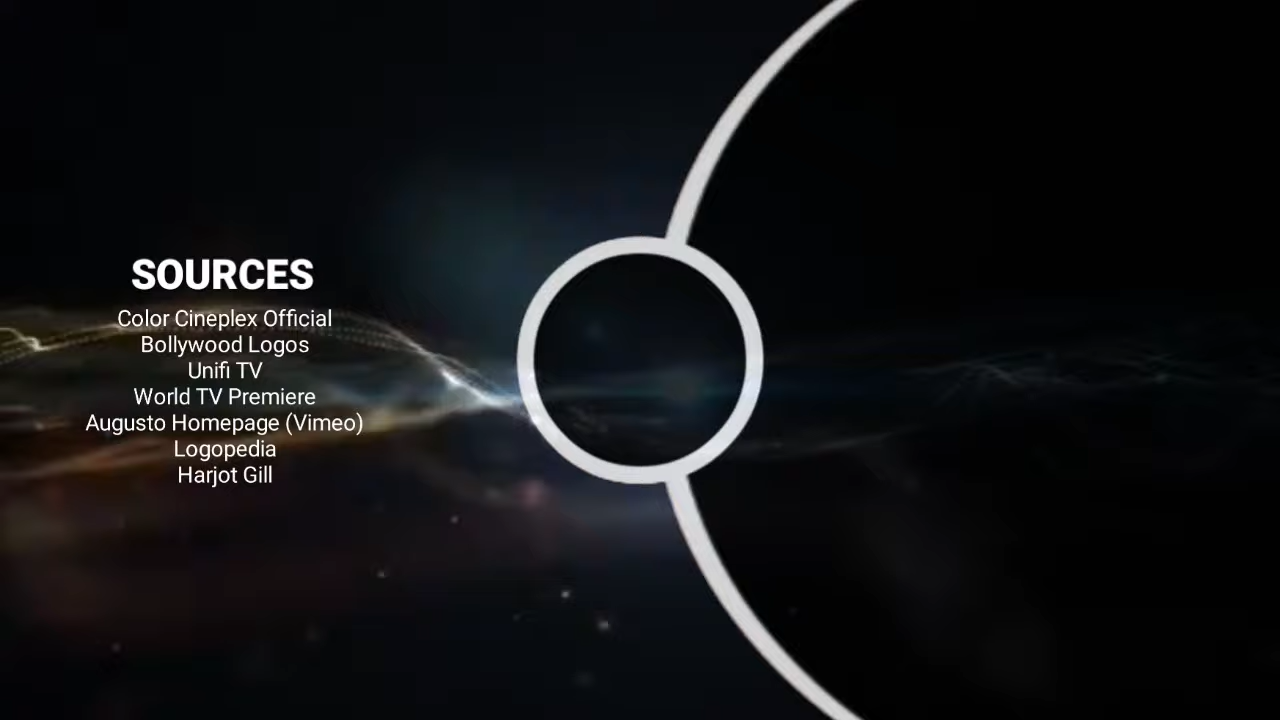 SOURCES
Color Cineplex Official
Bollywood Logos
Unifi TV
World TV Premiere
Augusto Homepage (Vimeo)
Logopedia
Harjot Gill